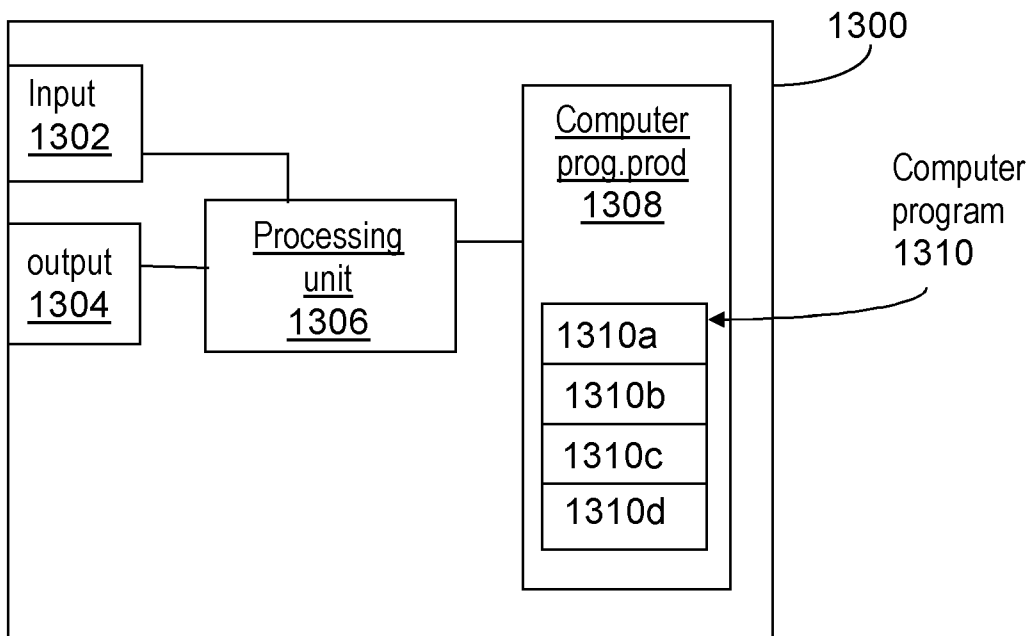 1300
Input
1302
output
1304
Processing
unit
1306
Computer
prog.prod
1308
1310a
1310b
1310c
1310d
Computer
program
1310